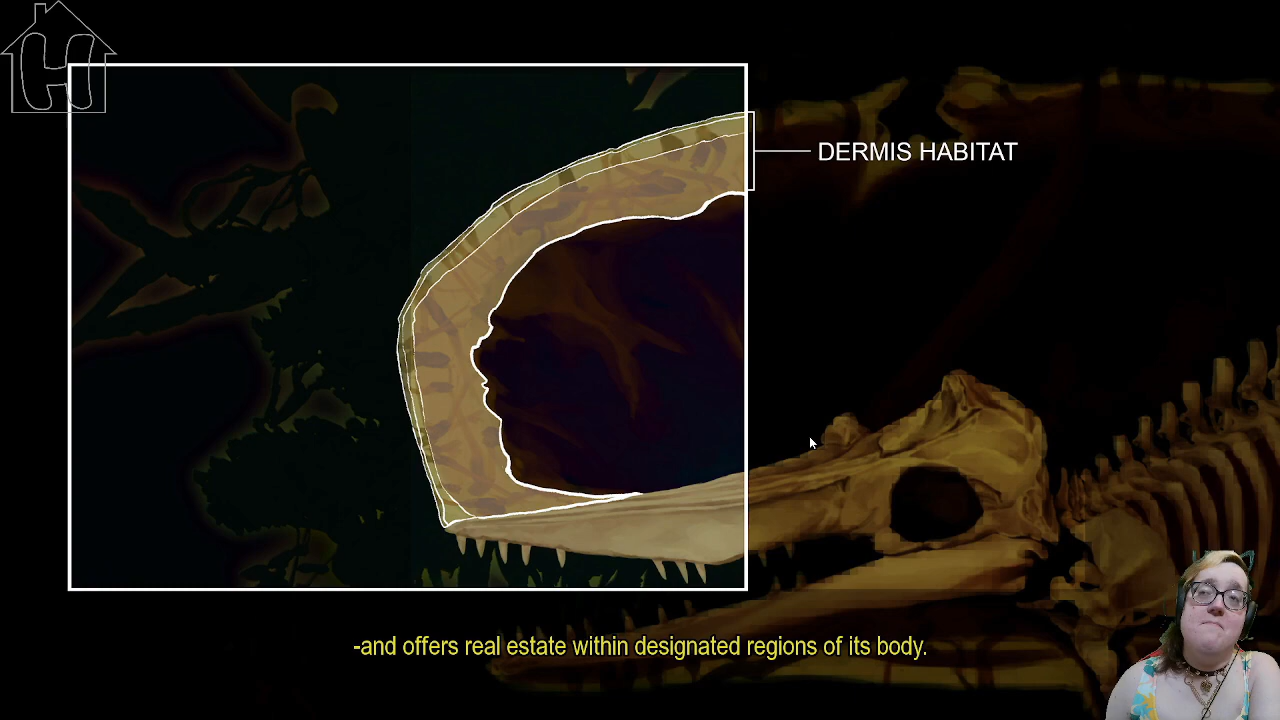 H
DERMIS HABITAT
-and offers real estate within designated regions of its body.